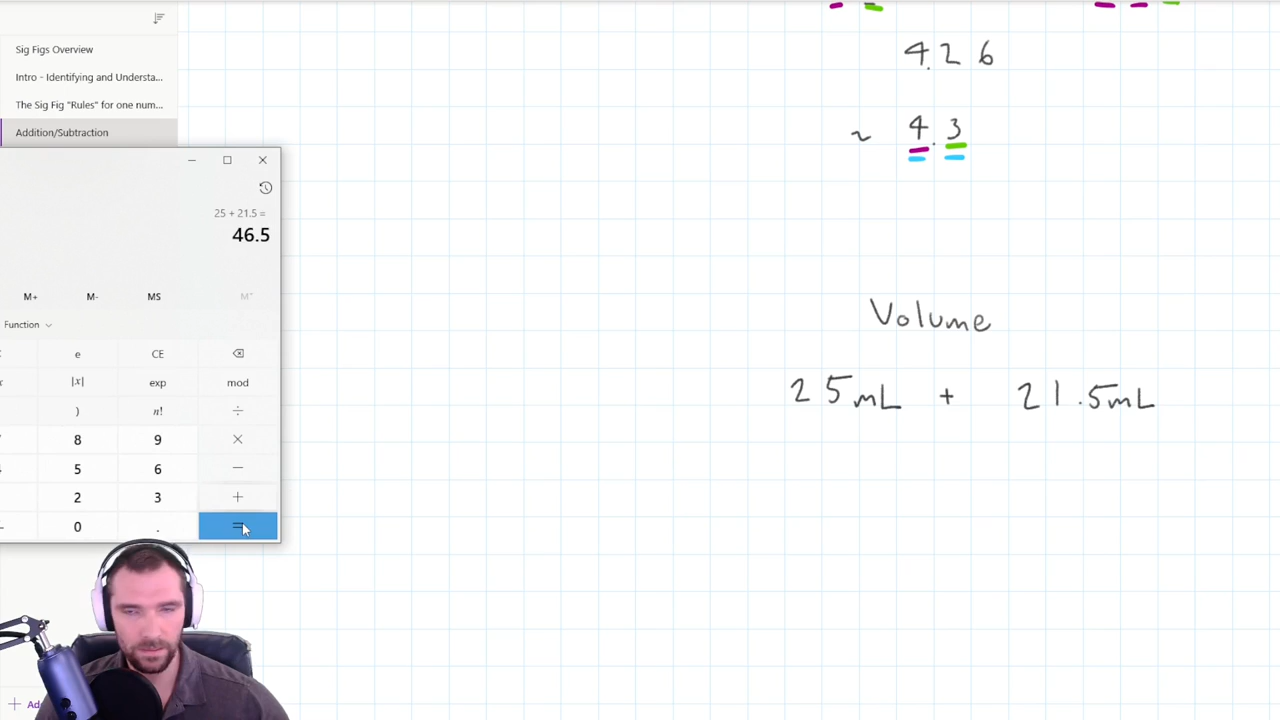 Sig Figs Overview
Intro - Identifying and Understa...
The Sig Fig "Rules" for one num...
Addition/Subtraction
25 + 21.5 =
46.5
M+ M- MS M˅
Function
e CE
|x| exp mod
) n! ÷
8 9 ×
5 6 −
2 3 +
0 . =
4.26
~ 4.3
Volume
25mL + 21.5mL